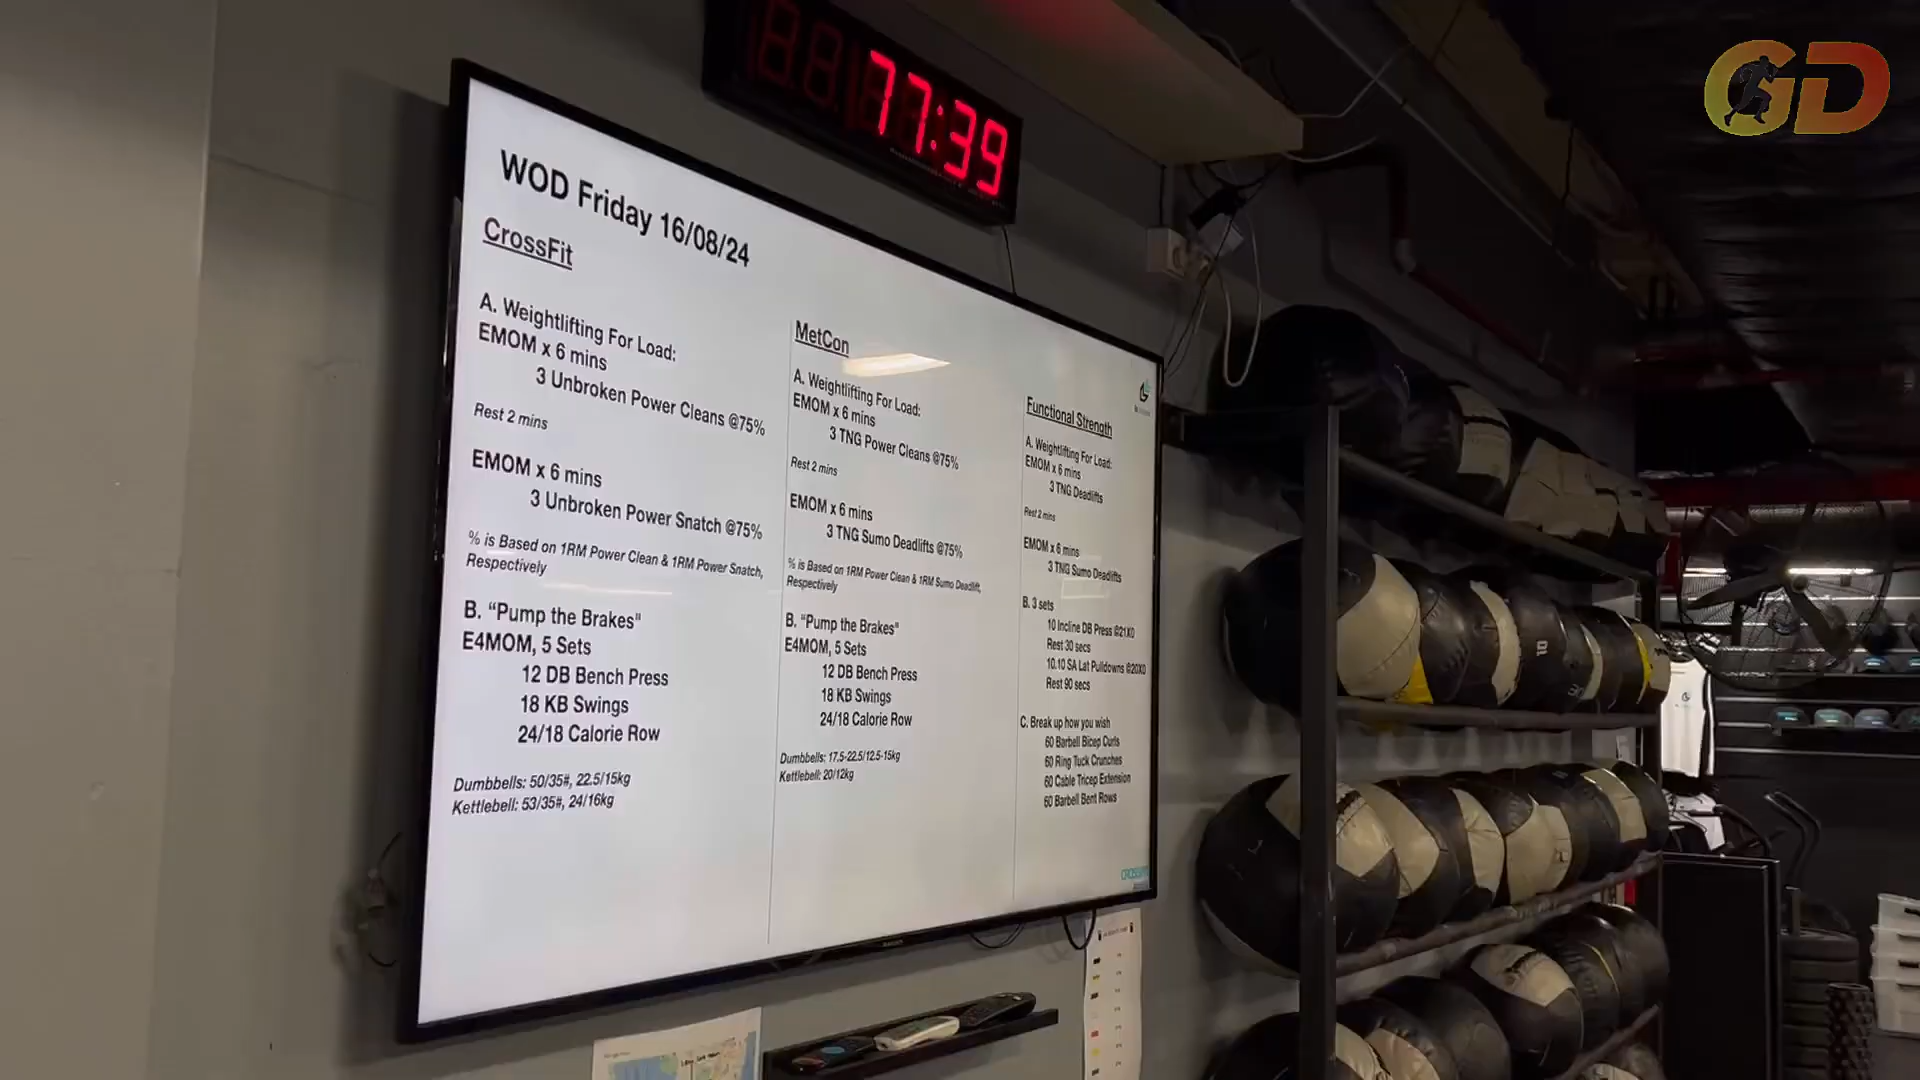 GD
77:39
WOD Friday 16/08/24
CrossFit
A. Weightlifting For Load:
EMOM x 6 mins
3 Unbroken Power Cleans @75%
Rest 2 mins
EMOM x 6 mins
3 Unbroken Power Snatch @75%
% is Based on 1RM Power Clean & 1RM Power Snatch,
Respectively
B. “Pump the Brakes"
E4MOM, 5 Sets
12 DB Bench Press
18 KB Swings
24/18 Calorie Row
Dumbbells: 50/35#, 22.5/15kg
Kettlebell: 53/35#, 24/16kg
MetCon
A. Weightlifting For Load:
EMOM x 6 mins
3 TNG Power Cleans @75%
Rest 2 mins
EMOM x 6 mins
3 TNG Sumo Deadlifts @75%
% is Based on 1RM Power Clean & 1RM Sumo Deadlift,
Respectively
B. “Pump the Brakes"
E4MOM, 5 Sets
12 DB Bench Press
18 KB Swings
24/18 Calorie Row
Dumbbells: 17.5-22.5/12.5-15kg
Kettlebell: 20/12kg
Functional Strength
A. Weightlifting For Load:
EMOM x 6 mins
3 TNG Deadlifts
Rest 2 mins
EMOM x 6 mins
3 TNG Sumo Deadlifts
B. 3 sets
10 Incline DB Press @21X0
Rest 30 secs
10.10 SA Lat Pulldowns @20X0
Rest 90 secs
C. Break up how you wish
60 Barbell Bicep Curls
60 Ring Tuck Crunches
60 Cable Tricep Extension
60 Barbell Bent Rows
10